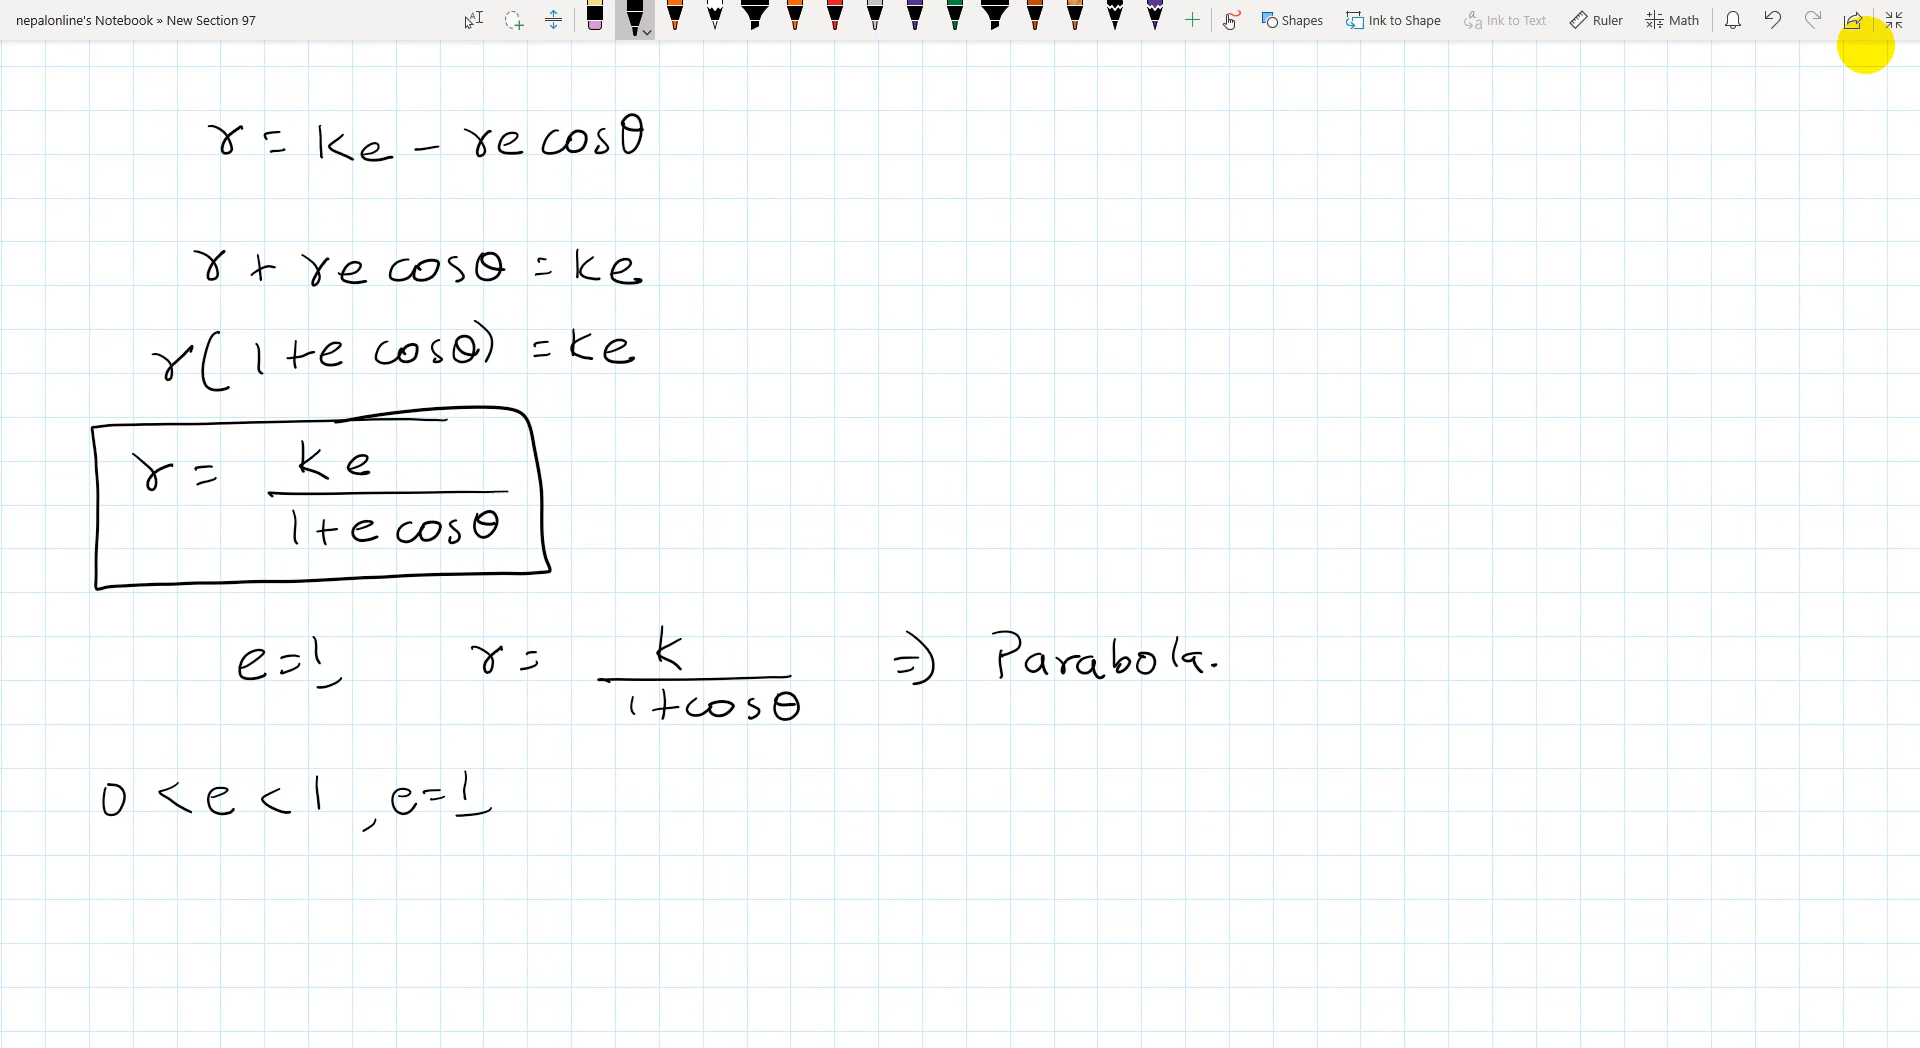 nepalonline's Notebook » New Section 97 Shapes Ink to Shape Ink to Text Ruler Math
r = ke - re cosθ
r + re cosθ = ke
r(1+e cosθ) = ke
r = ke / 1+e cosθ
e=1, r = k / 1+cosθ => Parabola.
0 < e < 1, e=1